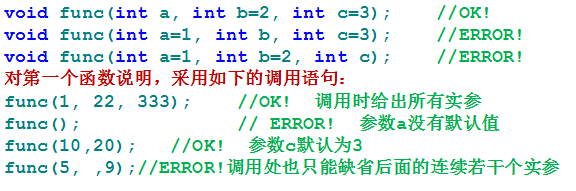 void func(int a, int b=2, int c=3);    //OK!
void func(int a=1, int b, int c=3);    //ERROR!
void func(int a=1, int b=2, int c);    //ERROR!
对第一个函数说明，采用如下的调用语句：
func(1, 22, 333);    //OK!  调用时给出所有实参
func();              // ERROR!  参数a没有默认值
func(10,20);   //OK!  参数c默认为3
func(5, ,9);//ERROR!调用处也只能缺省后面的连续若干个实参